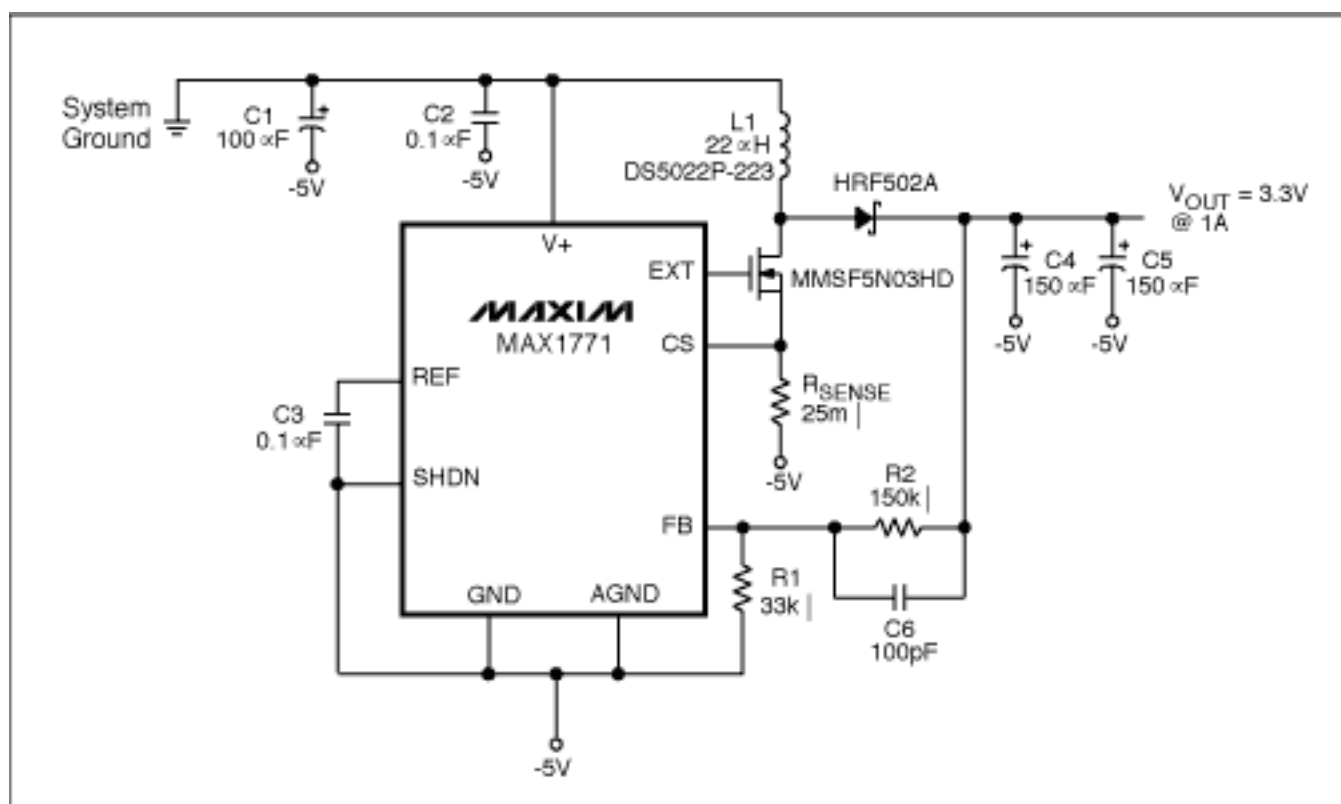 System
Ground
C1
100 ∝F
+
-5V
C2
0.1 ∝F
-5V
L1
22 ∝H
DS5022P-223
HRF502A
VOUT = 3.3V
@ 1A
V+
EXT
MMSF5N03HD
+
C4
150 ∝F
-5V
+
C5
150 ∝F
-5V
MAXIM
MAX1771
CS
REF
RSENSE
25m |
-5V
C3
0.1 ∝F
SHDN
R2
150k |
FB
R1
33k |
GND
AGND
C6
100pF
-5V